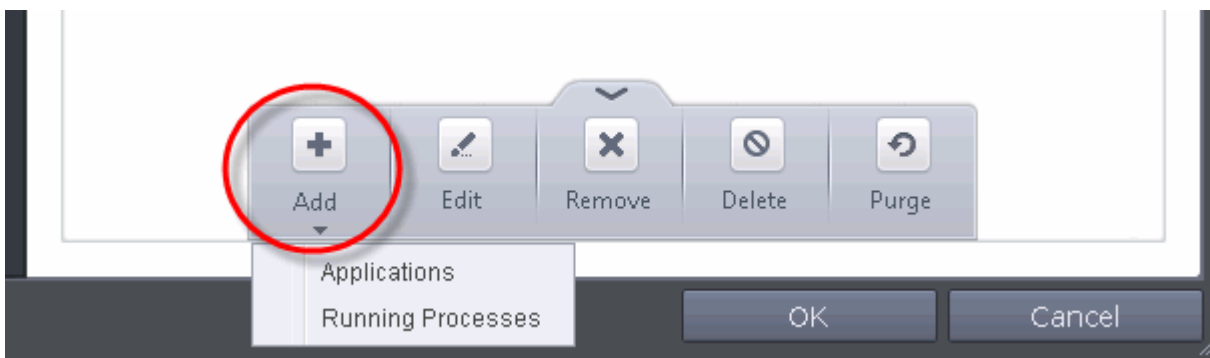 Add Edit Remove Delete Purge
Applications
Running Processes
OK Cancel